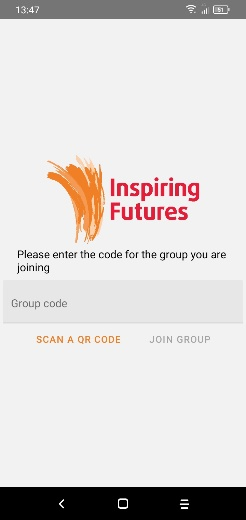 13:47
51
Inspiring
Futures
Please enter the code for the group you are
joining
Group code
SCAN A QR CODE
JOIN GROUP